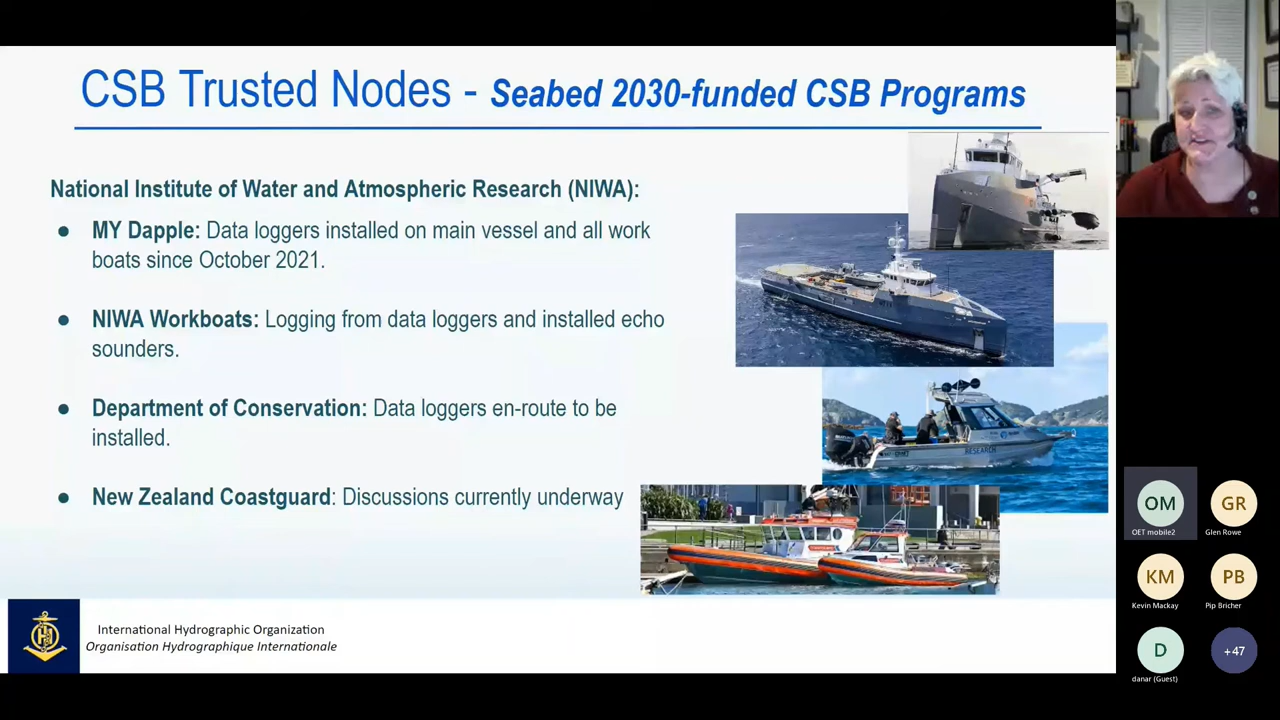 CSB Trusted Nodes - Seabed 2030-funded CSB Programs
National Institute of Water and Atmospheric Research (NIWA):
● MY Dapple: Data loggers installed on main vessel and all work
boats since October 2021.
● NIWA Workboats: Logging from data loggers and installed echo
sounders.
● Department of Conservation: Data loggers en-route to be
installed.
● New Zealand Coastguard: Discussions currently underway
RESEARCH
International Hydrographic Organization
Organisation Hydrographique Internationale
OM
OET mobile2
GR
Glen Rowe
KM
Kevin Mackay
PB
Pip Bricher
D
danar (Guest)
+47